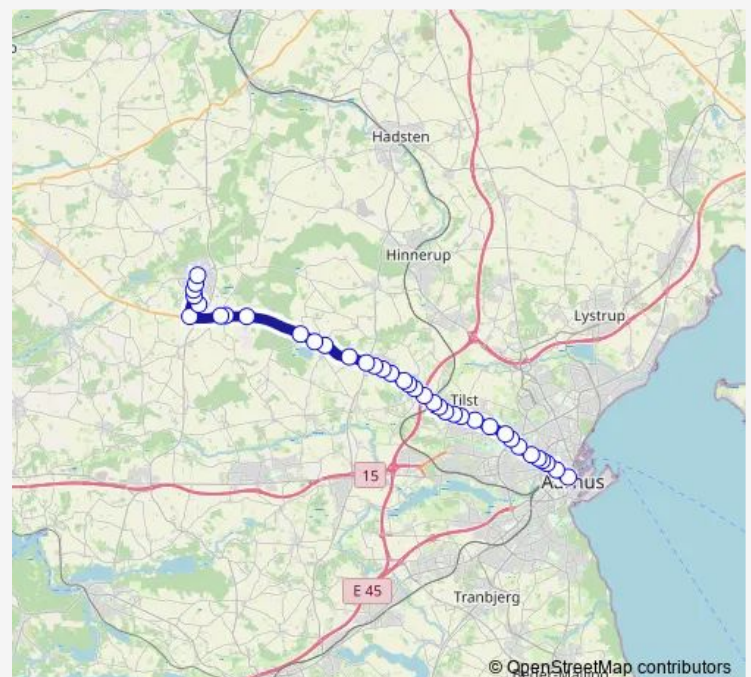 Hadsten
Hinnerup
Lystrup
Tilst
15
Aarhus
E 45
Tranbjerg
© OpenStreetMap contributors